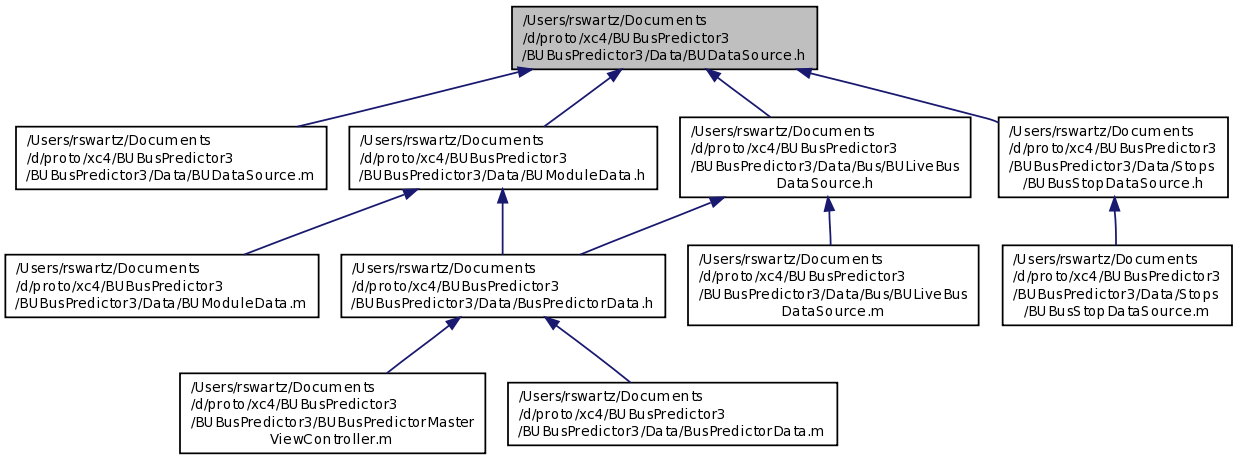 /Users/rswartz/Documents
/d/proto/xc4/BUBusPredictor3
/BUBusPredictor3/Data/BUDataSource.h
/Users/rswartz/Documents
/d/proto/xc4/BUBusPredictor3
/BUBusPredictor3/Data/BUDataSource.m
/Users/rswartz/Documents
/d/proto/xc4/BUBusPredictor3
/BUBusPredictor3/Data/BUModuleData.h
/Users/rswartz/Documents
/d/proto/xc4/BUBusPredictor3
/BUBusPredictor3/Data/Bus/BULiveBus
DataSource.h
/Users/rswartz/Documents
/d/proto/xc4/BUBusPredictor3
/BUBusPredictor3/Data/Stops
/BUBusStopDataSource.h
/Users/rswartz/Documents
/d/proto/xc4/BUBusPredictor3
/BUBusPredictor3/Data/BUModuleData.m
/Users/rswartz/Documents
/d/proto/xc4/BUBusPredictor3
/BUBusPredictor3/Data/BusPredictorData.h
/Users/rswartz/Documents
/d/proto/xc4/BUBusPredictor3
/BUBusPredictor3/Data/Bus/BULiveBus
DataSource.m
/Users/rswartz/Documents
/d/proto/xc4/BUBusPredictor3
/BUBusPredictor3/Data/Stops
/BUBusStopDataSource.m
/Users/rswartz/Documents
/d/proto/xc4/BUBusPredictor3
/BUBusPredictor3/BUBusPredictorMaster
ViewController.m
/Users/rswartz/Documents
/d/proto/xc4/BUBusPredictor3
/BUBusPredictor3/Data/BusPredictorData.m